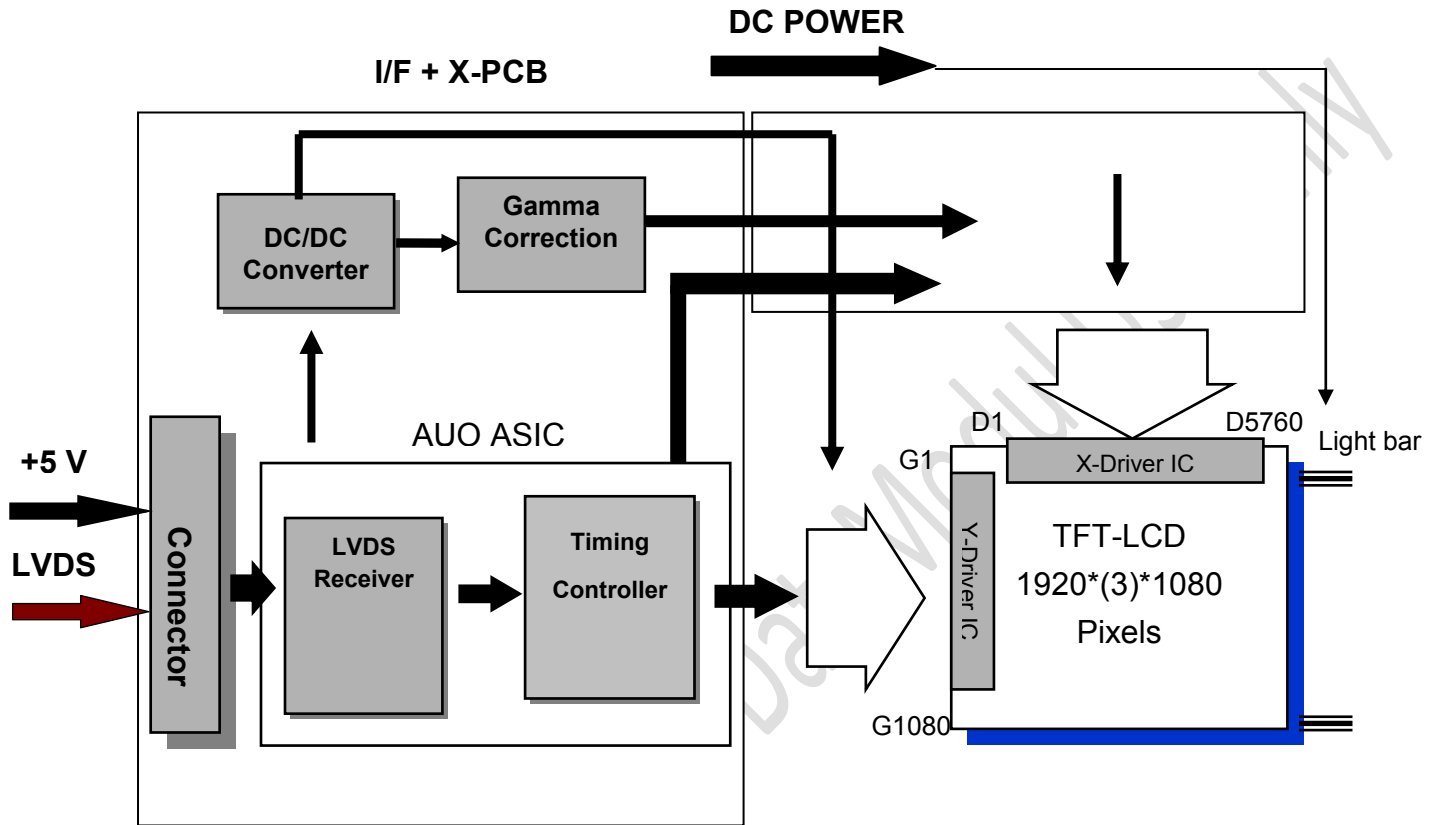 DC POWER
I/F + X-PCB
DC/DC
Converter
Gamma
Correction
AUO ASIC
+5 V
LVDS
Connector
LVDS
Receiver
Timing
Controller
D1
D5760
Light bar
G1
X-Driver IC
Y-Driver IC
TFT-LCD
1920*(3)*1080
Pixels
G1080